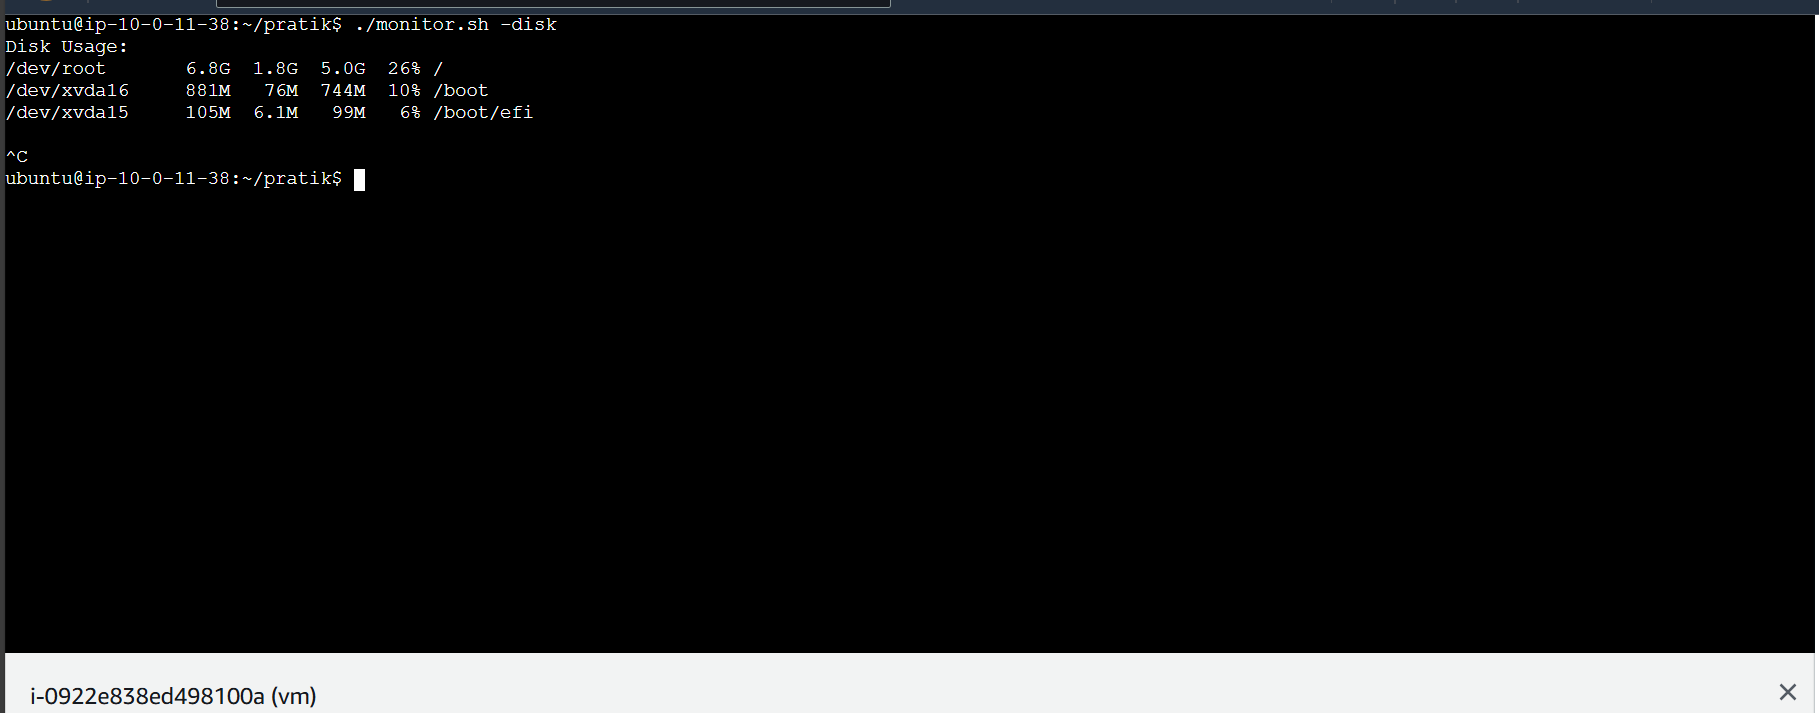 ubuntu@ip-10-0-11-38:~/pratik$ ./monitor.sh -disk
Disk Usage:
/dev/root       6.8G  1.8G  5.0G  26% /
/dev/xvda16     881M   76M  744M  10% /boot
/dev/xvda15     105M  6.1M   99M   6% /boot/efi
^C
ubuntu@ip-10-0-11-38:~/pratik$
i-0922e838ed498100a (vm)